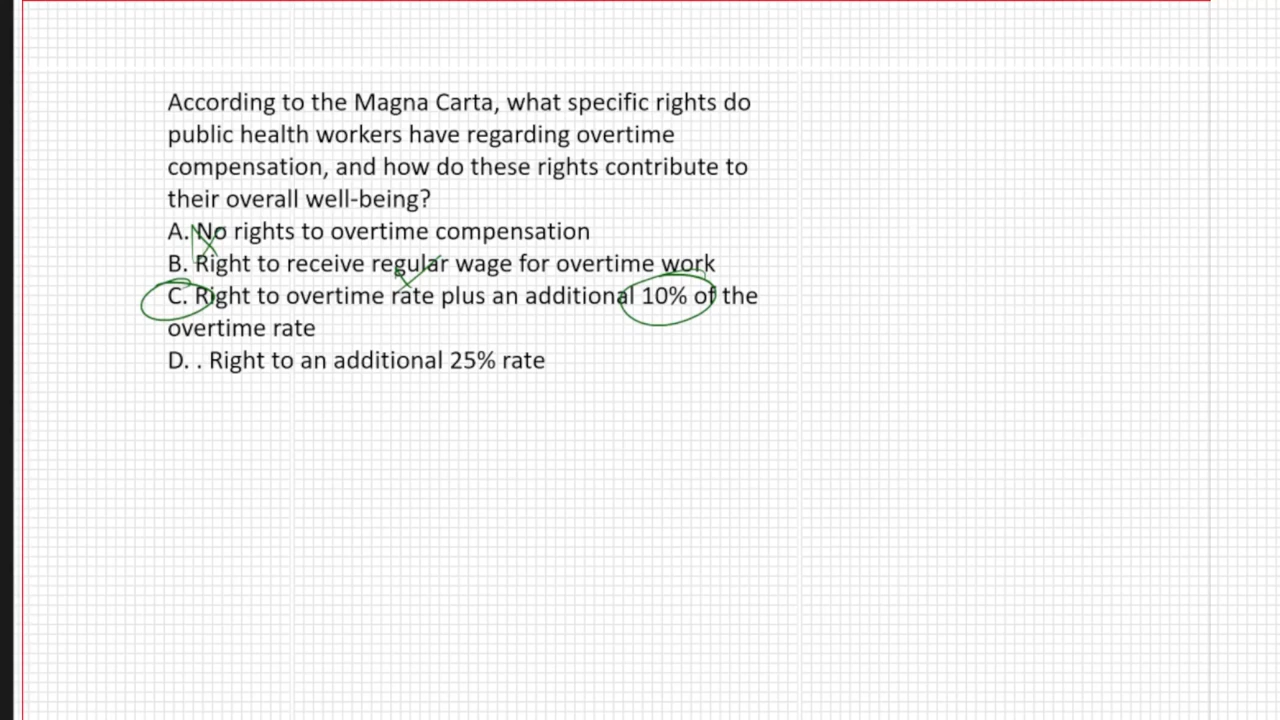 According to the Magna Carta, what specific rights do
public health workers have regarding overtime
compensation, and how do these rights contribute to
their overall well-being?
A. No rights to overtime compensation
B. Right to receive regular wage for overtime work
C. Right to overtime rate plus an additional 10% of the
overtime rate
D. . Right to an additional 25% rate